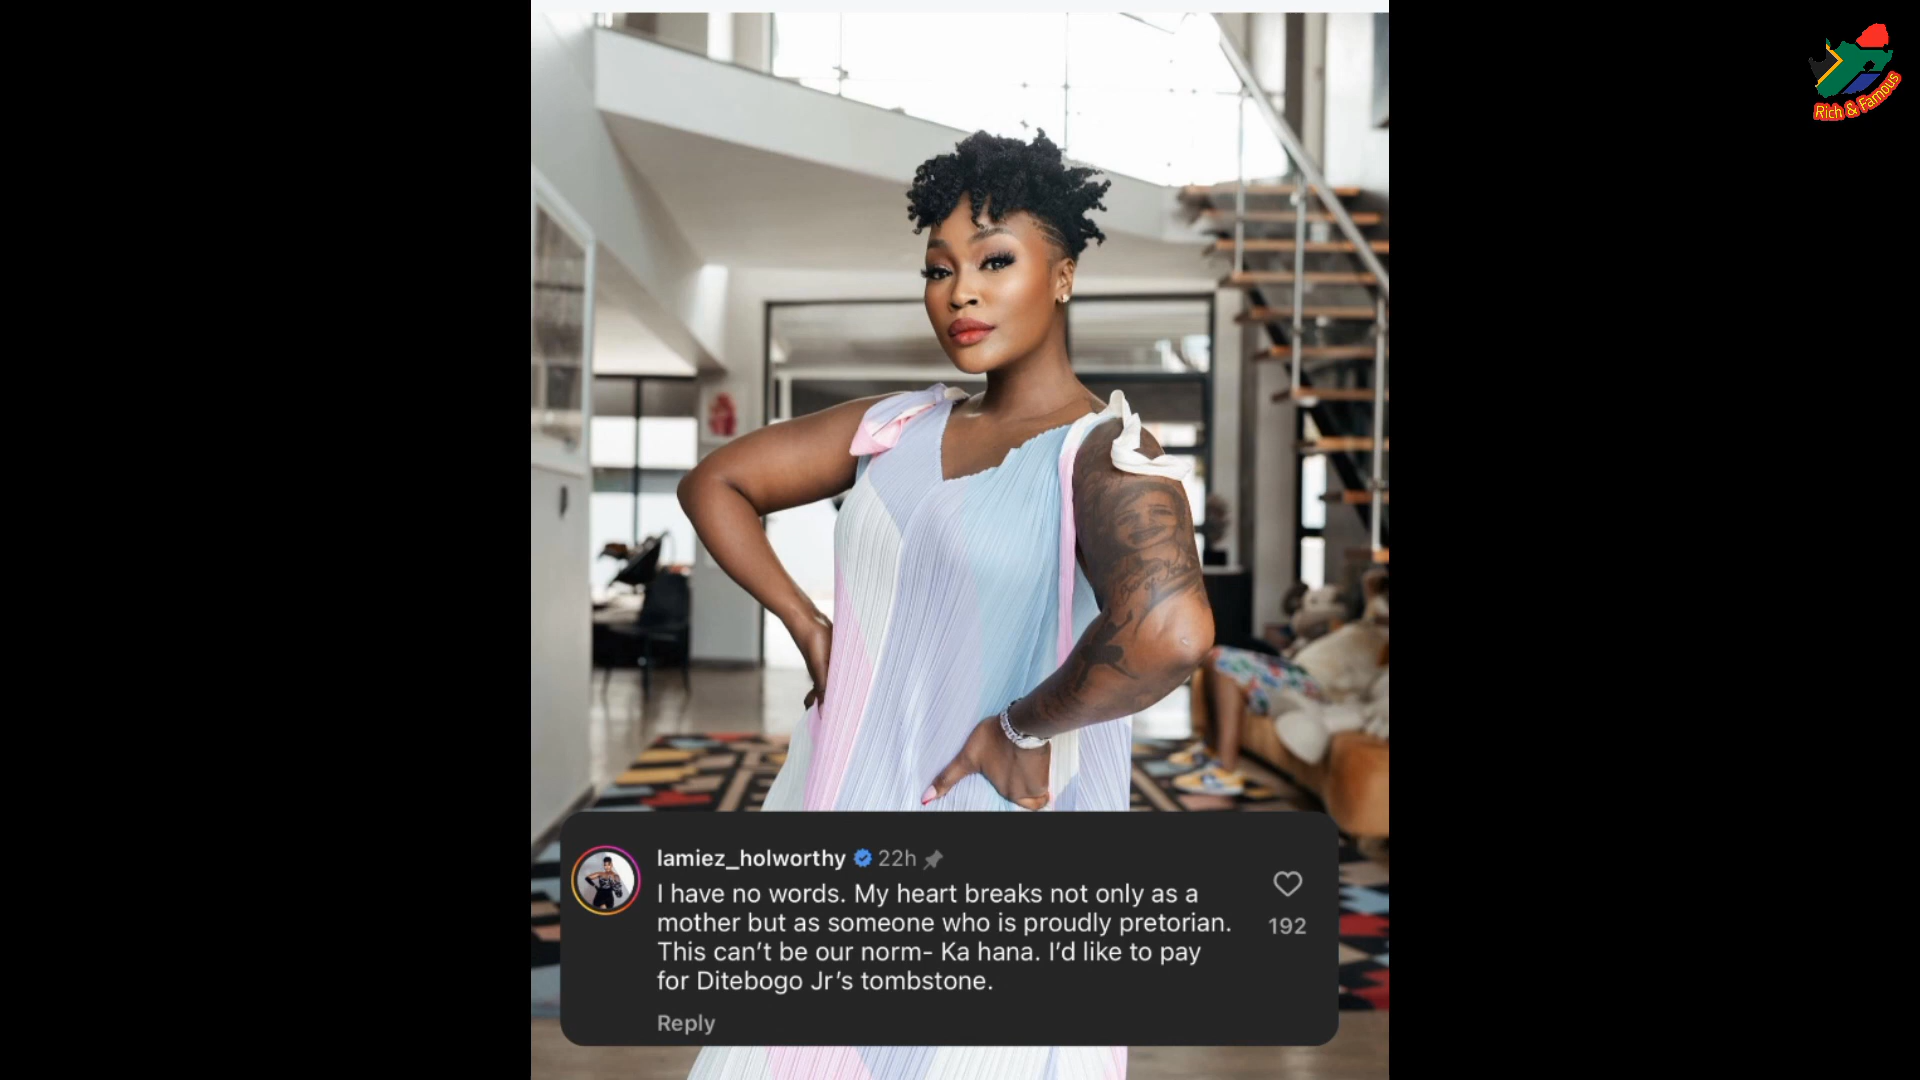 Rich & Famous
lamiez_holworthy 22h
I have no words. My heart breaks not only as a
mother but as someone who is proudly pretorian.
This can't be our norm- Ka hana. I'd like to pay
for Ditebogo Jr's tombstone.
192
Reply